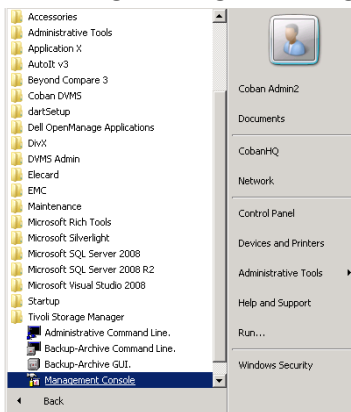 Accessories
Administrative Tools
Application X
AutoIt v3
Beyond Compare 3
Coban DVMS
dartSetup
Dell OpenManage Applications
DivX
DVMS Admin
Elecard
EMC
Maintenance
Microsoft Rich Tools
Microsoft Silverlight
Microsoft SQL Server 2008
Microsoft SQL Server 2008 R2
Microsoft Visual Studio 2008
Startup
Tivoli Storage Manager
Administrative Command Line.
Backup-Archive Command Line.
Backup-Archive GUI.
Management Console
Back
Coban Admin2
Documents
CobanHQ
Network
Control Panel
Devices and Printers
Administrative Tools
Help and Support
Run...
Windows Security